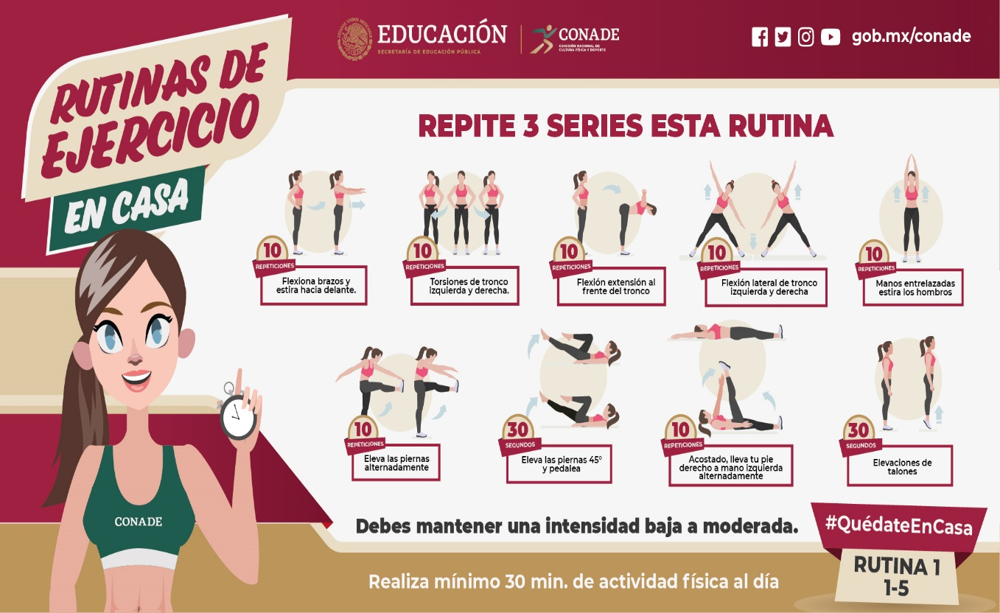 RUTINAS DE
EJERCICIO
EN CASA
EDUCACIÓN
SECRETARÍA DE EDUCACIÓN PÚBLICA
CONADE
COMISIÓN NACIONAL DE
CULTURA FÍSICA Y DEPORTE
gob.mx/conade
REPITE 3 SERIES ESTA RUTINA
10
REPETICIONES
Flexiona brazos y
estira hacia delante.
10
REPETICIONES
Torsiones de tronco
izquierda y derecha.
10
REPETICIONES
Flexión extensión al
frente del tronco
10
REPETICIONES
Flexión lateral de tronco
izquierda y derecha
10
REPETICIONES
Manos entrelazadas
estira los hombros
10
REPETICIONES
Eleva las piernas
alternadamente
30
SEGUNDOS
Eleva las piernas 45°
y pedalea
10
REPETICIONES
Acostado, lleva tu pie
derecho a mano izquierda
alternadamente
30
SEGUNDOS
Elevaciones de
talones
CONADE
Debes mantener una intensidad baja a moderada.
#QuédateEnCasa
Realiza mínimo 30 min. de actividad física al día
RUTINA 1
1-5